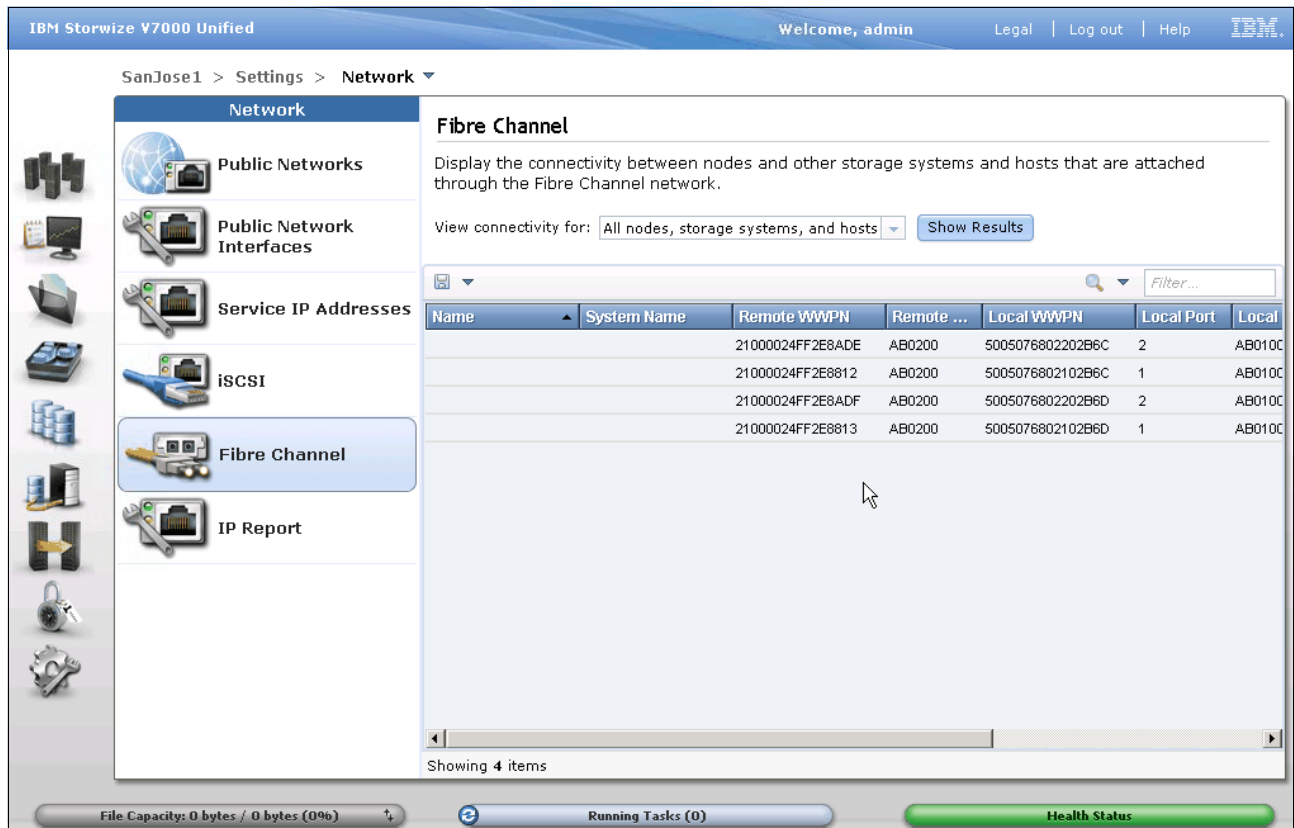 IBM Storwize V7000 Unified
Welcome, admin
Legal | Log out | Help
IBM.
SanJose1 > Settings > Network
Network
Public Networks
Public Network
Interfaces
Service IP Addresses
iSCSI
Fibre Channel
IP Report
Fibre Channel
Display the connectivity between nodes and other storage systems and hosts that are attached
through the Fibre Channel network.
View connectivity for: All nodes, storage systems, and hosts Show Results
Filter...
Name System Name Remote WWPN Remote ... Local WWPN Local Port Local
21000024FF2E8ADE AB0200 5005076802202B6C 2 AB010C
21000024FF2E8812 AB0200 5005076802102B6C 1 AB010C
21000024FF2E8ADF AB0200 5005076802202B6D 2 AB010C
21000024FF2E8813 AB0200 5005076802102B6D 1 AB010C
Showing 4 items
File Capacity: 0 bytes / 0 bytes (0%)
Running Tasks (0)
Health Status